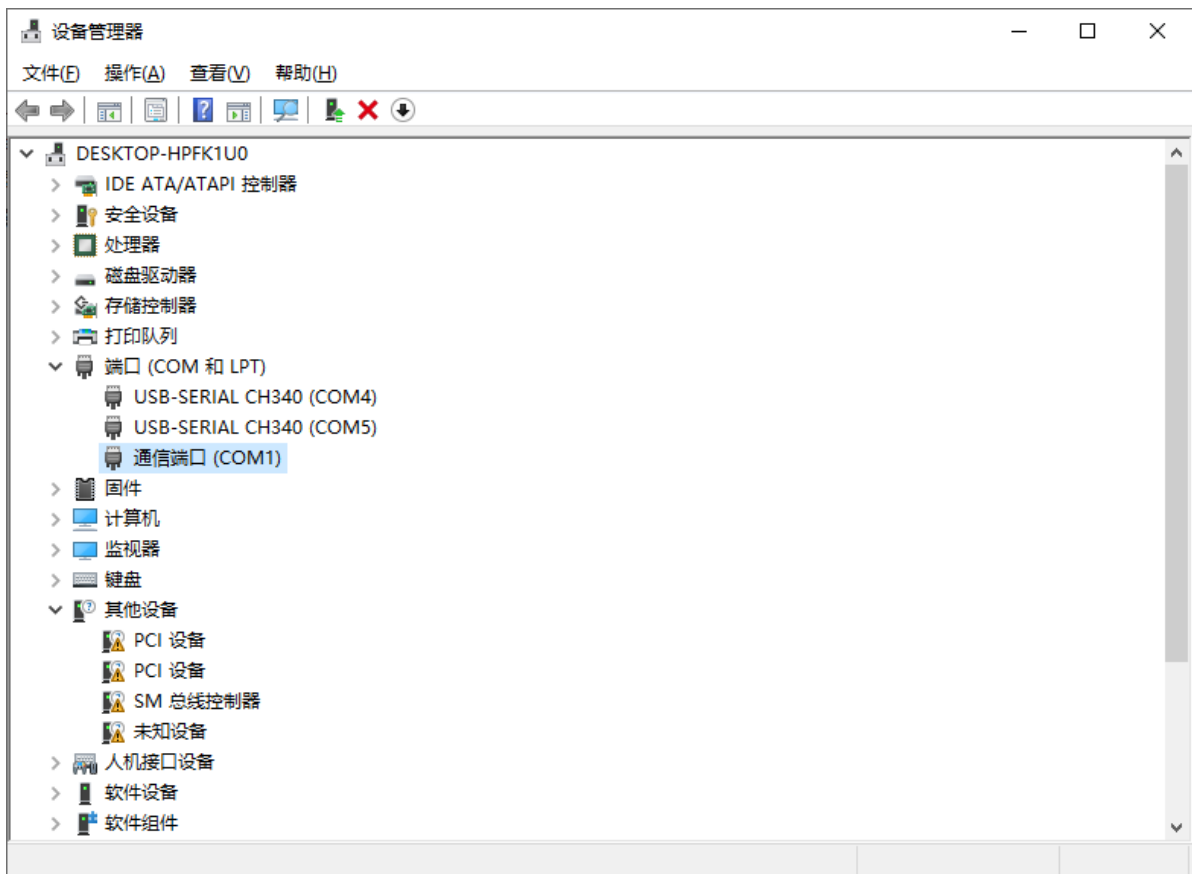 设备管理器
文件(F) 操作(A) 查看(V) 帮助(H)
DESKTOP-HPFK1U0
IDE ATA/ATAPI 控制器
安全设备
处理器
磁盘驱动器
存储控制器
打印队列
端口 (COM 和 LPT)
USB-SERIAL CH340 (COM4)
USB-SERIAL CH340 (COM5)
通信端口 (COM1)
固件
计算机
监视器
键盘
其他设备
PCI 设备
PCI 设备
SM 总线控制器
未知设备
人机接口设备
软件设备
软件组件